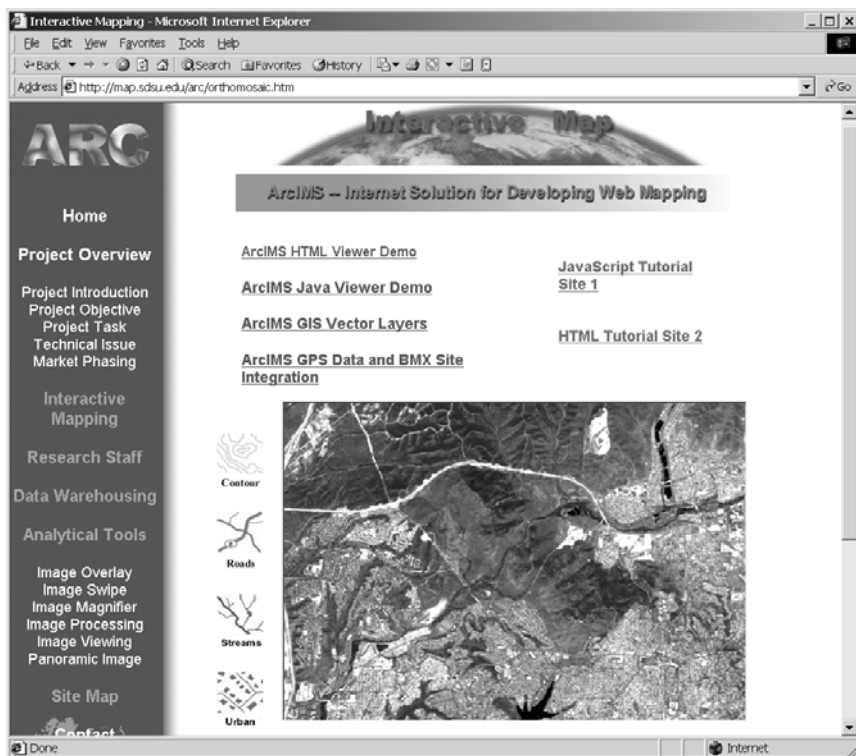 Interactive Mapping - Microsoft Internet Explorer
File Edit View Favorites Tools Help
Back Search Favorites History
Address http://map.sdsu.edu/arc/orthomosaic.htm Go
ARC
Home
Project Overview
Project Introduction
Project Objective
Project Task
Technical Issue
Market Phasing
Interactive
Mapping
Research Staff
Data Warehousing
Analytical Tools
Image Overlay
Image Swipe
Image Magnifier
Image Processing
Image Viewing
Panoramic Image
Site Map
Contact
Interactive Map
ArcIMS -- Internet Solution for Developing Web Mapping
ArcIMS HTML Viewer Demo
ArcIMS Java Viewer Demo
ArcIMS GIS Vector Layers
ArcIMS GPS Data and BMX Site
Integration
JavaScript Tutorial
Site 1
HTML Tutorial Site 2
Contour
Roads
Streams
Urban
Done Internet